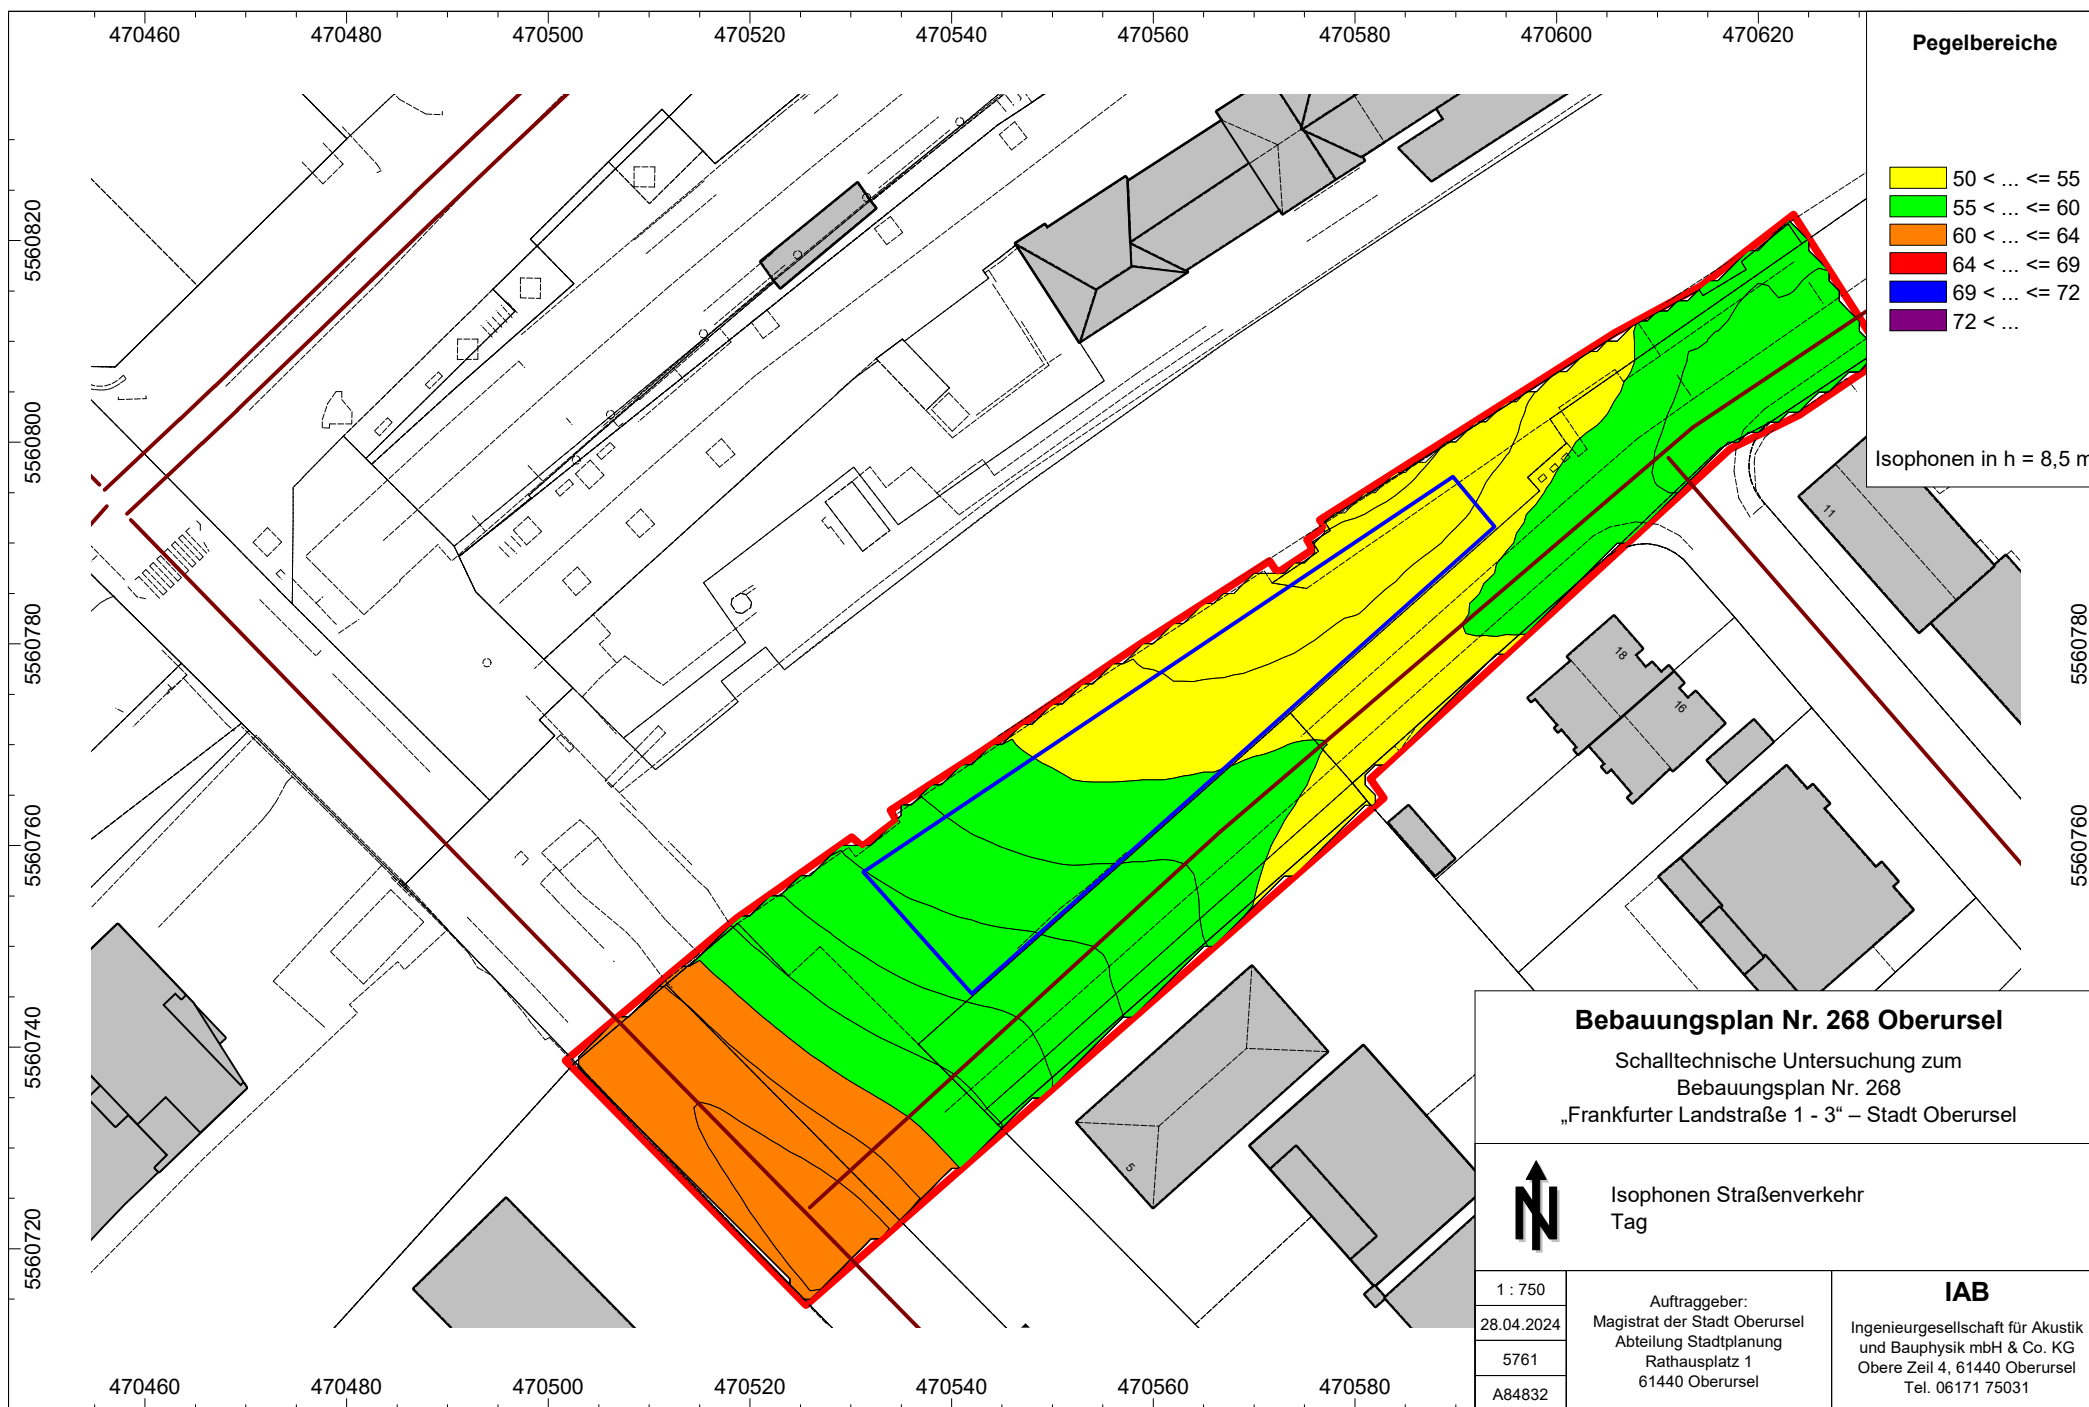 470460 470480 470500 470520 470540 470560 470580 470600 470620
Pegelbereiche
50 < ... <= 55
55 < ... <= 60
60 < ... <= 64
64 < ... <= 69
69 < ... <= 72
72 < ...
Isophonen in h = 8,5 m
5560820
5560800
5560780
5560760
5560740
5560720
5560780
5560760
11
18
16
5
Bebauungsplan Nr. 268 Oberursel
Schalltechnische Untersuchung zum
Bebauungsplan Nr. 268
„Frankfurter Landstraße 1 - 3“ – Stadt Oberursel
N
Isophonen Straßenverkehr
Tag
1 : 750
28.04.2024
5761
A84832
Auftraggeber:
Magistrat der Stadt Oberursel
Abteilung Stadtplanung
Rathausplatz 1
61440 Oberursel
IAB
Ingenieurgesellschaft für Akustik
und Bauphysik mbH & Co. KG
Obere Zeil 4, 61440 Oberursel
Tel. 06171 75031
470460 470480 470500 470520 470540 470560 470580